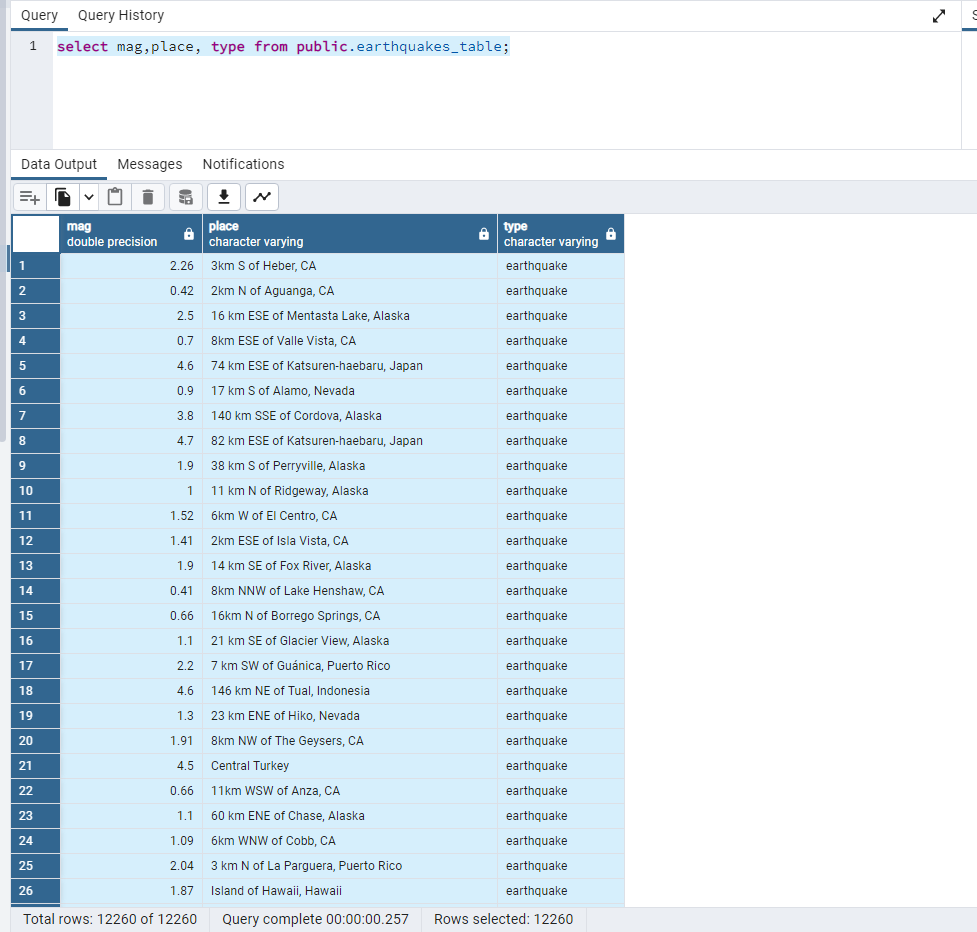 Query Query History S
1 select mag,place, type from public.earthquakes_table;
Data Output Messages Notifications
mag place type
double precision character varying character varying
1 2.26 3km S of Heber, CA earthquake
2 0.42 2km N of Aguanga, CA earthquake
3 2.5 16 km ESE of Mentasta Lake, Alaska earthquake
4 0.7 8km ESE of Valle Vista, CA earthquake
5 4.6 74 km ESE of Katsuren-haebaru, Japan earthquake
6 0.9 17 km S of Alamo, Nevada earthquake
7 3.8 140 km SSE of Cordova, Alaska earthquake
8 4.7 82 km ESE of Katsuren-haebaru, Japan earthquake
9 1.9 38 km S of Perryville, Alaska earthquake
10 1 11 km N of Ridgeway, Alaska earthquake
11 1.52 6km W of El Centro, CA earthquake
12 1.41 2km ESE of Isla Vista, CA earthquake
13 1.9 14 km SE of Fox River, Alaska earthquake
14 0.41 8km NNW of Lake Henshaw, CA earthquake
15 0.66 16km N of Borrego Springs, CA earthquake
16 1.1 21 km SE of Glacier View, Alaska earthquake
17 2.2 7 km SW of Guánica, Puerto Rico earthquake
18 4.6 146 km NE of Tual, Indonesia earthquake
19 1.3 23 km ENE of Hiko, Nevada earthquake
20 1.91 8km NW of The Geysers, CA earthquake
21 4.5 Central Turkey earthquake
22 0.66 11km WSW of Anza, CA earthquake
23 1.1 60 km ENE of Chase, Alaska earthquake
24 1.09 6km WNW of Cobb, CA earthquake
25 2.04 3 km N of La Parguera, Puerto Rico earthquake
26 1.87 Island of Hawaii, Hawaii earthquake
Total rows: 12260 of 12260 Query complete 00:00:00.257 Rows selected: 12260